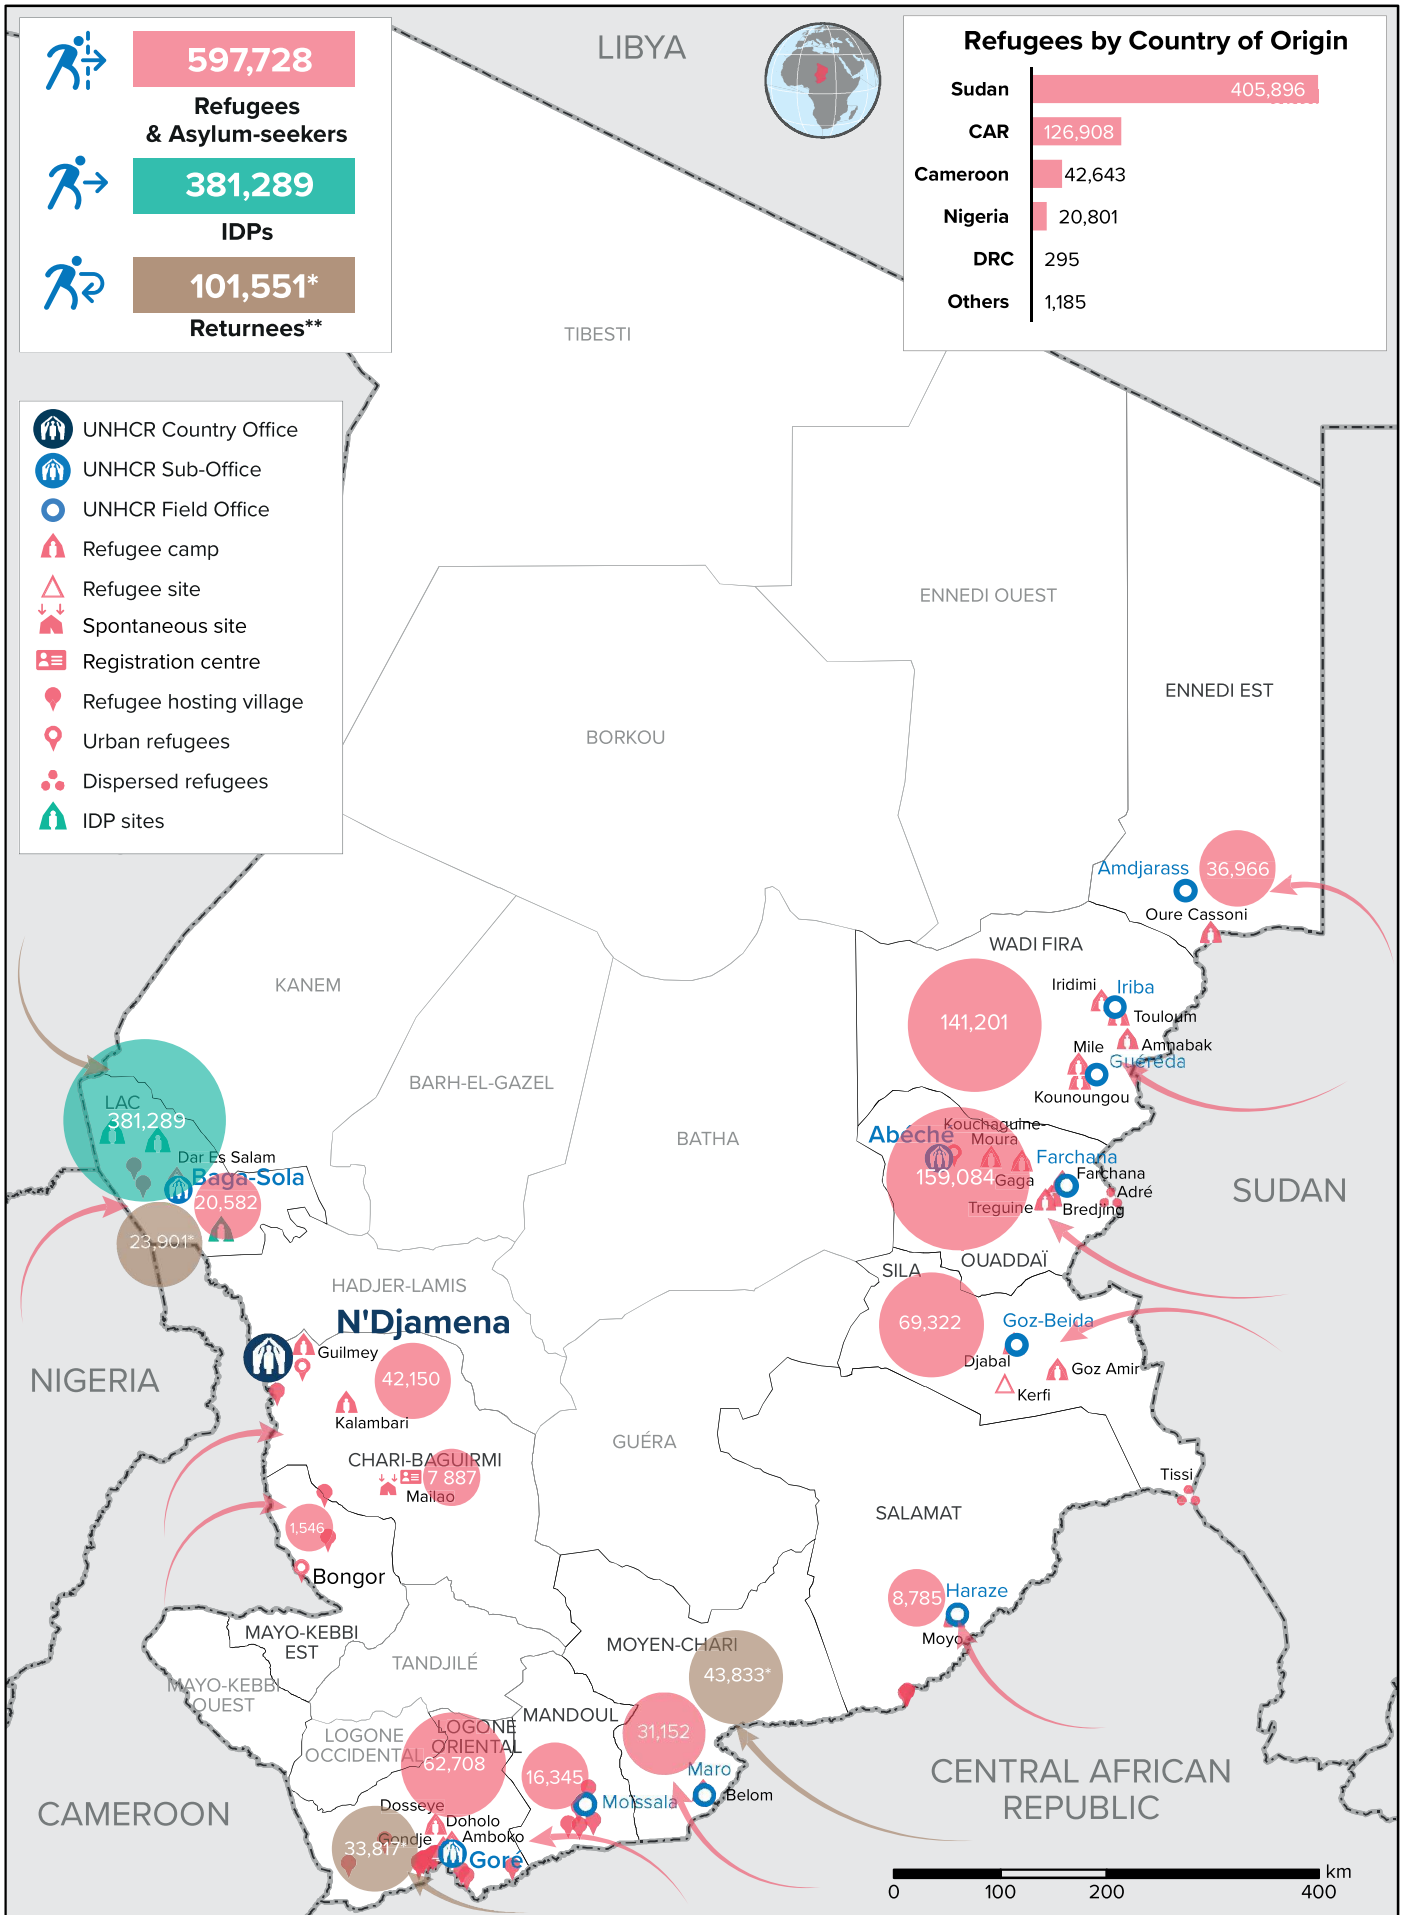 597,728
Refugees
& Asylum-seekers
381,289
IDPs
101,551*
Returnees**
UNHCR Country Office
UNHCR Sub-Office
UNHCR Field Office
Refugee camp
Refugee site
Spontaneous site
Registration centre
Refugee hosting village
Urban refugees
Dispersed refugees
IDP sites
Refugees by Country of Origin
Sudan 405,896
CAR 126,908
Cameroon 42,643
Nigeria 20,801
DRC 295
Others 1,185
LIBYA
TIBESTI
ENNEDI OUEST
ENNEDI EST
BORKOU
Amdjarass
36,966
Oure Cassoni
WADI FIRA
KANEM
Iridimi
Iriba
141,201
Touloum
Mile
Amnabak
Guéréda
Kounoungou
BARH-EL-GAZEL
LAC
381,289
BATHA
Abéché
Kouchaguine-
Moura
Dar Es Salam
Baga-Sola
20,582
159,084
Gaga
Farchana
Farchana
Adré
Treguine
Bredjing
SUDAN
23,901*
OUADDAÏ
SILA
HADJER-LAMIS
N'Djamena
69,322
Goz-Beida
Guilmey
Djabal
Goz Amir
Kerfi
NIGERIA
42,150
Kalambari
GUÉRA
CHARI-BAGUIRMI
7 887
Mailao
Tissi
SALAMAT
1,546
Bongor
8,785
Haraze
Moyo
MAYO-KEBBI
EST
MOYEN-CHARI
TANDJILÉ
43,833*
MAYO-KEBBI
OUEST
MANDOUL
LOGONE
OCCIDENTAL
LOGONE
ORIENTAL
62,708
31,152
16,345
Maro
Belom
Moïssala
CENTRAL AFRICAN
REPUBLIC
CAMEROON
Dosseye
Doholo
Gondje
Amboko
33,817*
Goré
km
0 100 200 400